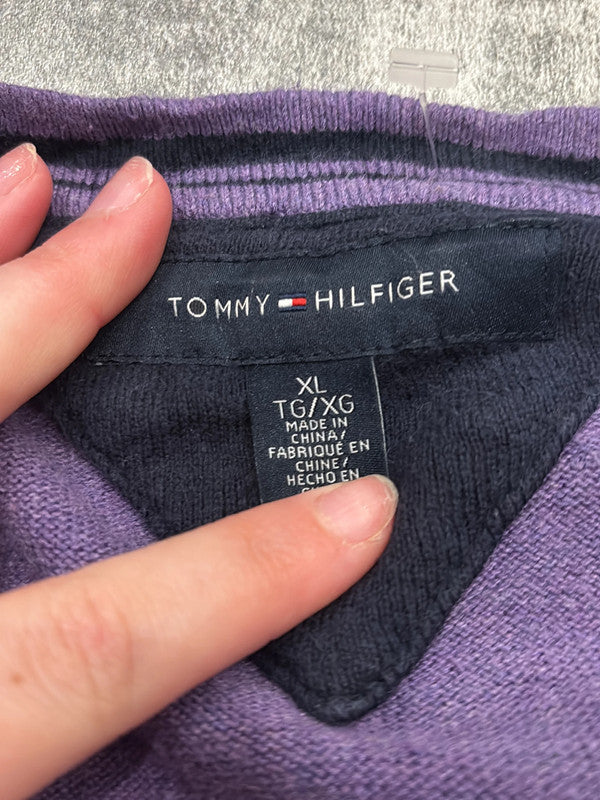 TOMMY HILFIGER
XL
TG/XG
MADE IN
CHINA/
FABRIQUÉ EN
CHINE/
HECHO EN